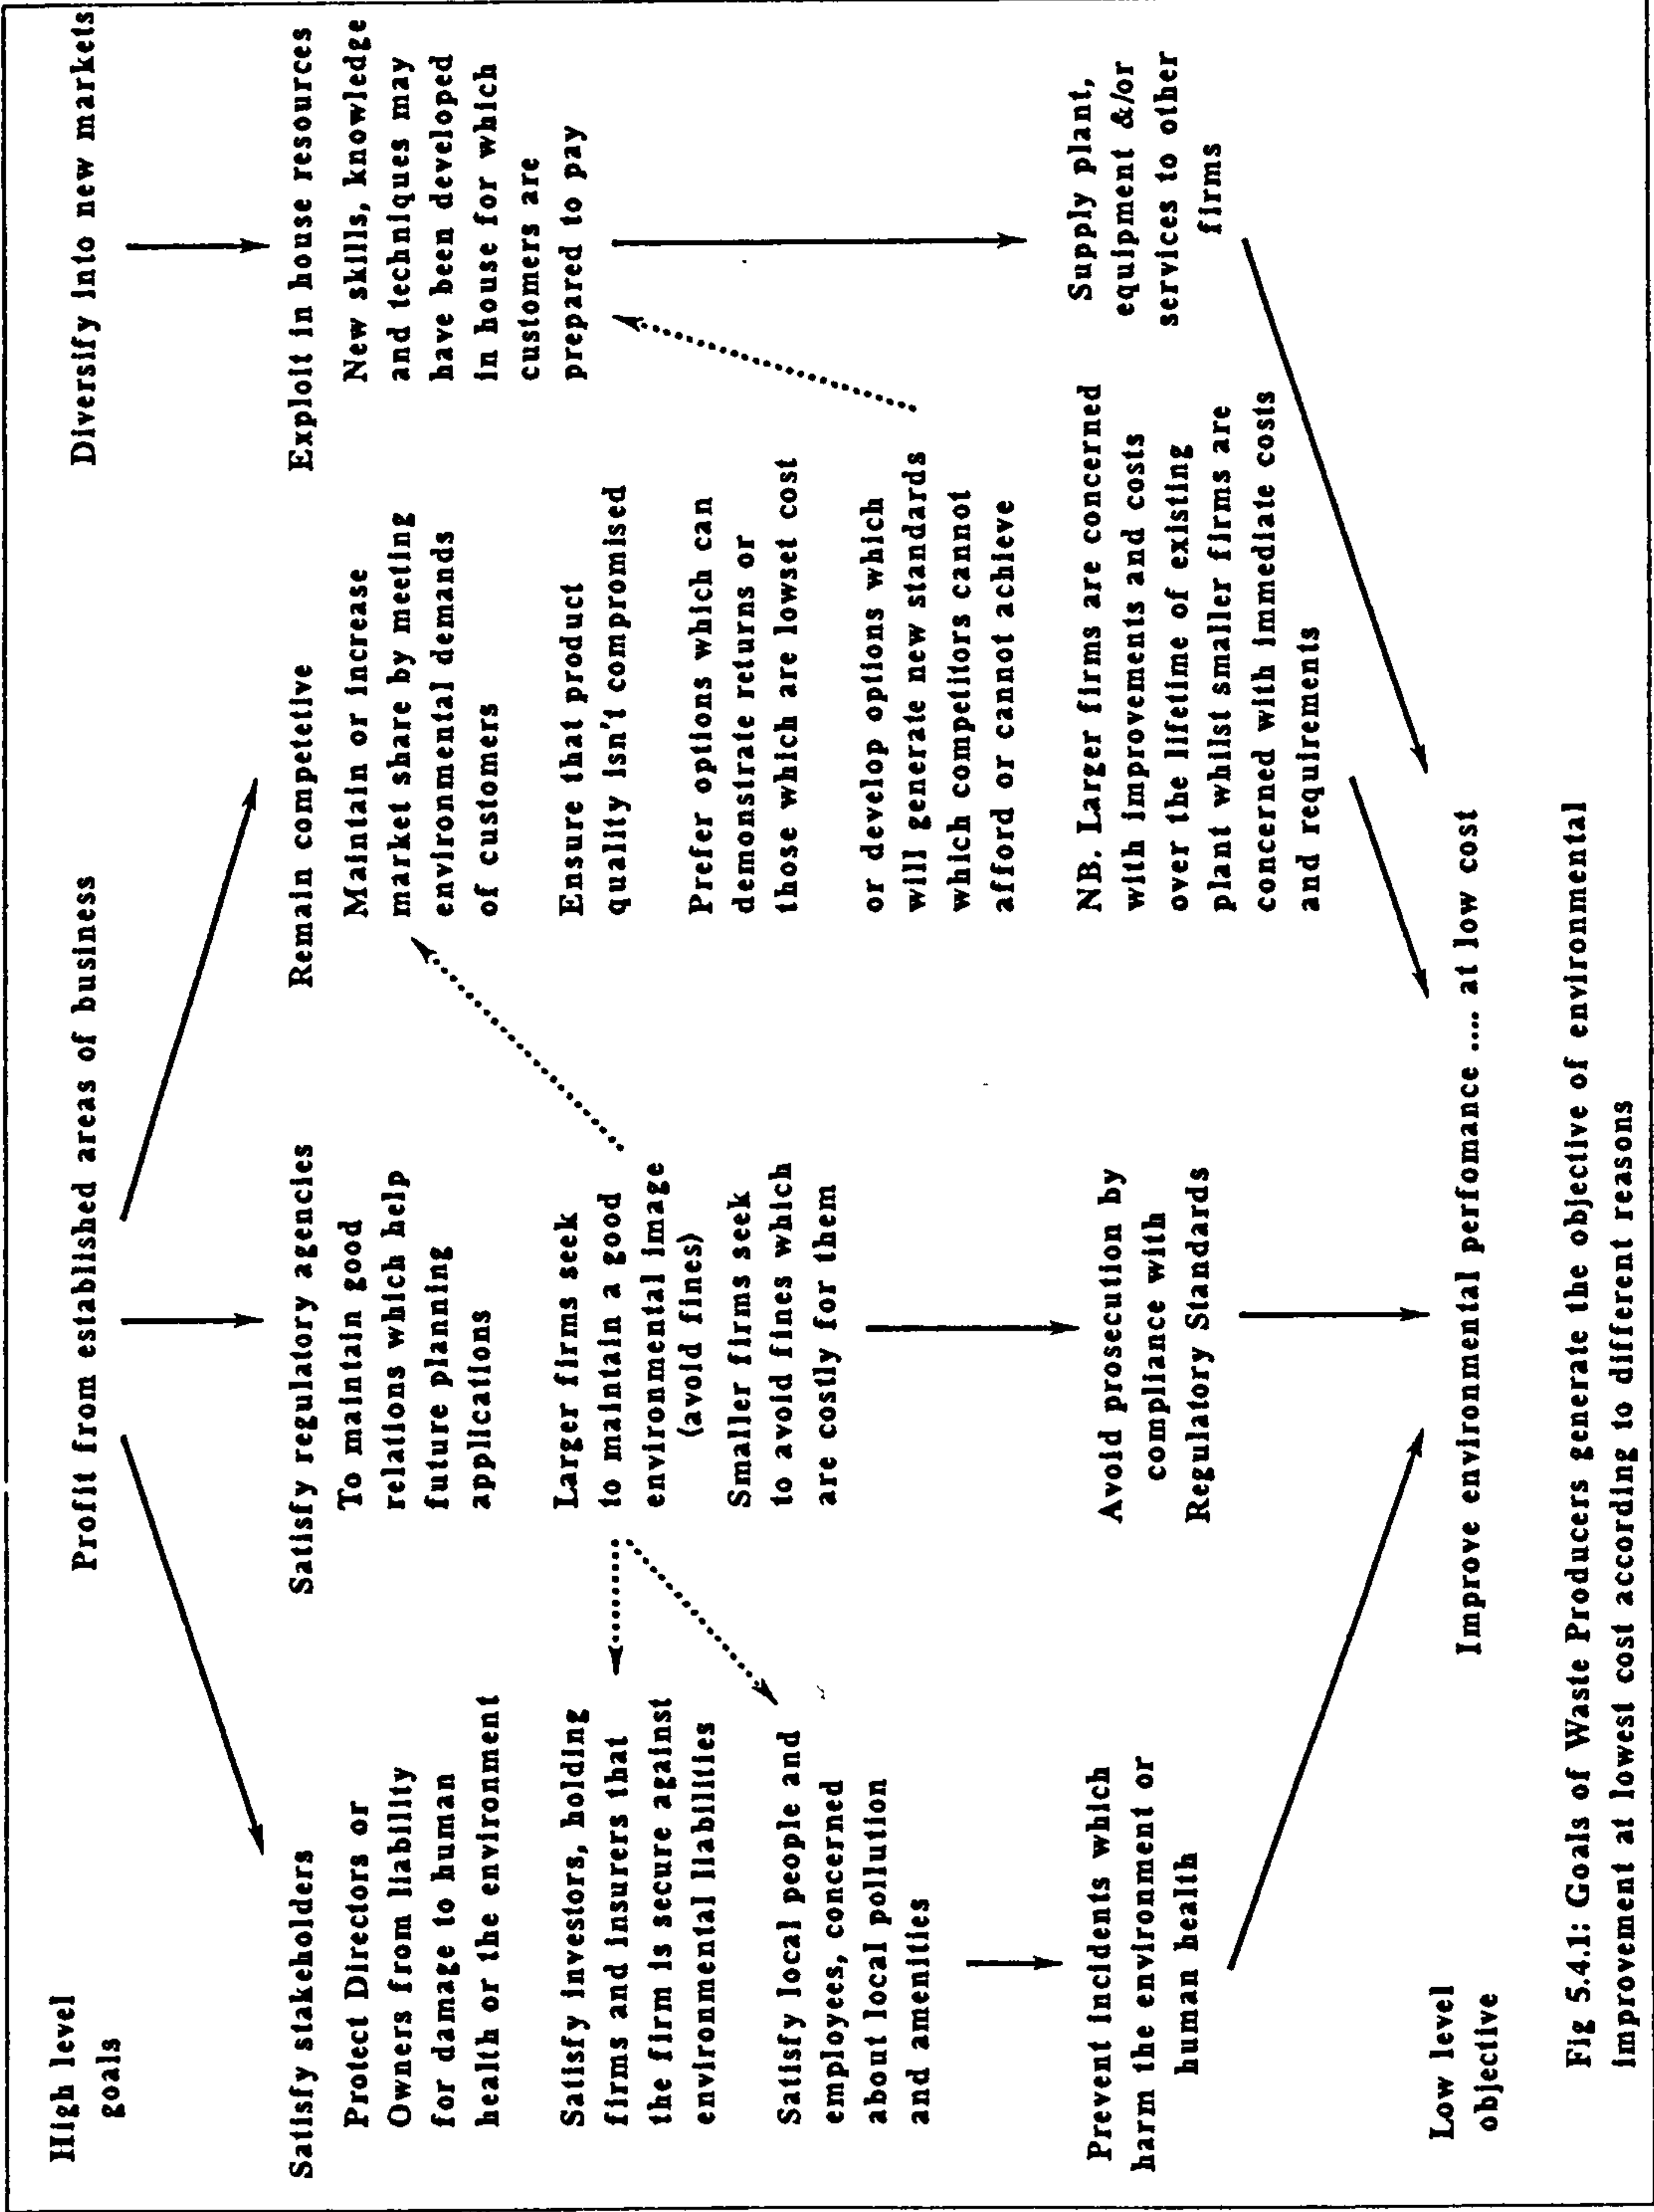 High level
goals
Profit from established areas of business
Diversify into new markets
Satisfy stakeholders
Protect Directors or
Owners from liability
for damage to human
health or the environment
Satisfy investors, holding
firms and insurers that
the firm is secure against
environmental liabilities
Satisfy local people and
employees, concerned
about local pollution
and amenities
Prevent incidents which
harm the environment or
human health
Satisfy regulatory agencies
To maintain good
relations which help
future planning
applications
Larger firms seek
to maintain a good
environmental image
(avoid fines)
Smaller firms seek
to avoid fines which
are costly for them
Avoid prosecution by
compliance with
Regulatory Standards
Remain competetive
Maintain or increase
market share by meeting
environmental demands
of customers
Ensure that product
quality isn't compromised
Prefer options which can
demonstrate returns or
those which are lowset cost
or develop options which
will generate new standards
which competitors cannot
afford or cannot achieve
NB. Larger firms are concerned
with improvements and costs
over the lifetime of existing
plant whilst smaller firms are
concerned with immediate costs
and requirements
Exploit in house resources
New skills, knowledge
and techniques may
have been developed
in house for which
customers are
prepared to pay
Supply plant,
equipment &/or
services to other
firms
Low level
objective
Improve environmental perfomance .... at low cost
Fig 5.4.1: Goals of Waste Producers generate the objective of environmental
improvement at lowest cost according to different reasons